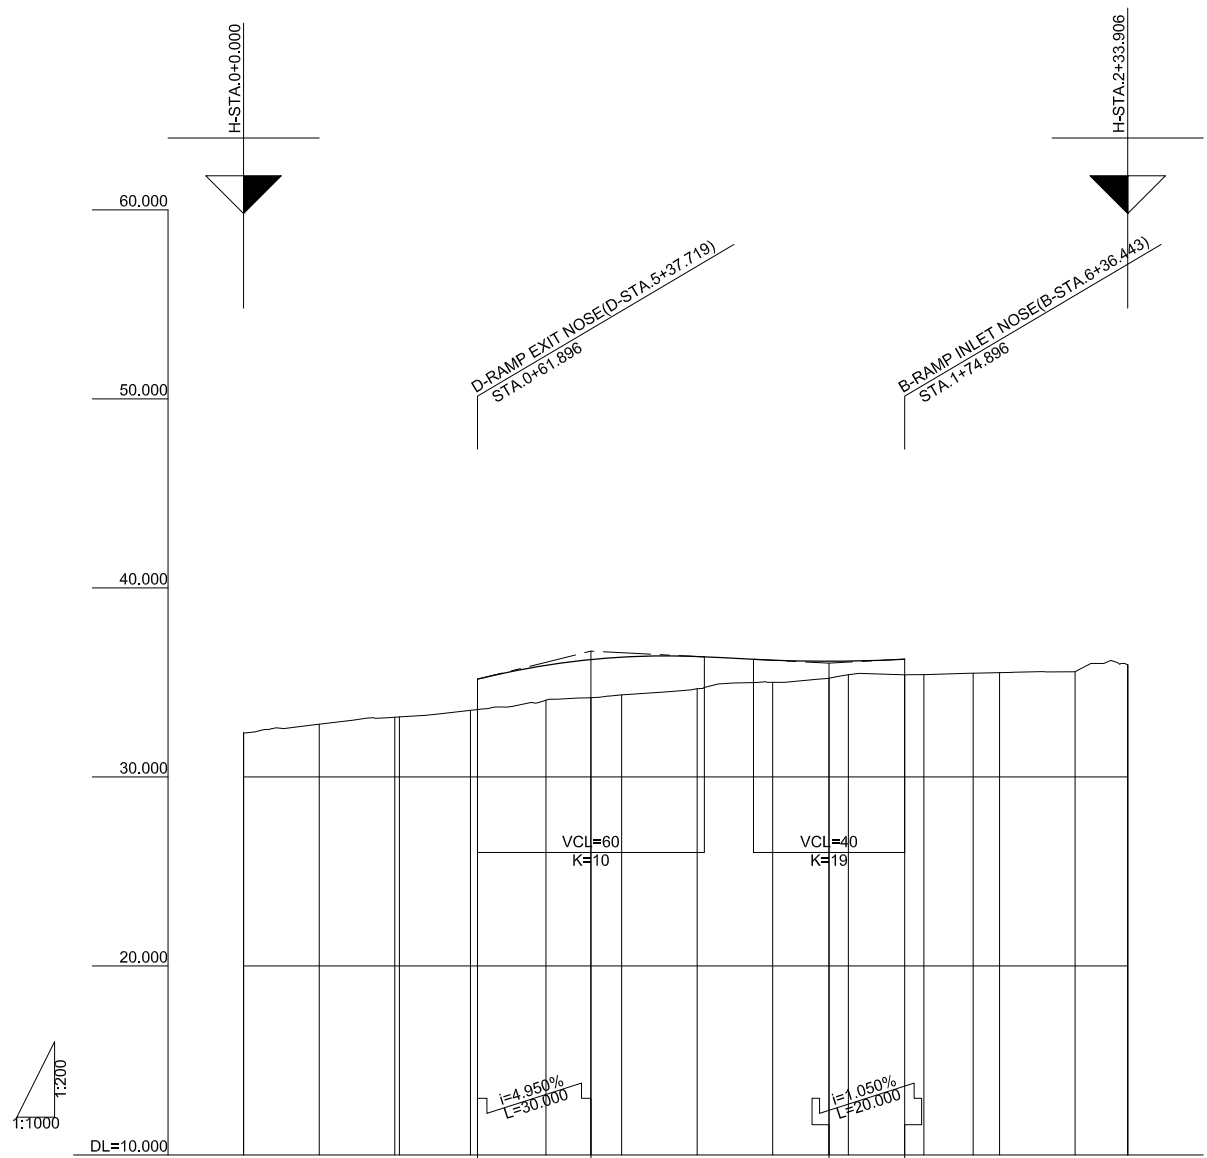 H-STA.0+0.000
H-STA.2+33.906
60.000
D-RAMP EXIT NOSE(D-STA.5+37.719)
STA.0+61.896
B-RAMP INLET NOSE(B-STA.6+36.443)
STA.1+74.896
50.000
40.000
30.000
VCL=60
K=10
VCL=40
K=19
20.000
i=4.950%
L=30.000
i=1.050%
L=20.000
1:200
1:1000
DL=10.000